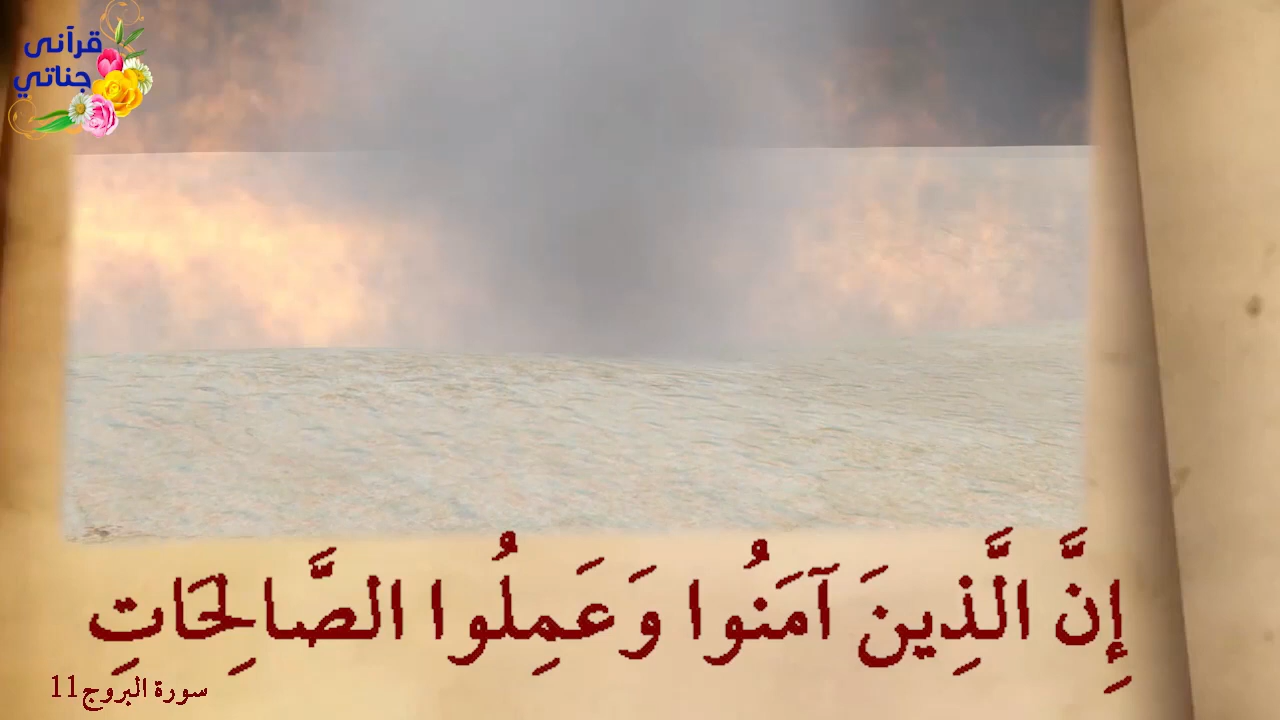 قرآنى
جناتي
إِنَّ الَّذِينَ آمَنُوا وَعَمِلُوا الصَّالِحَاتِ
سورة البروج11